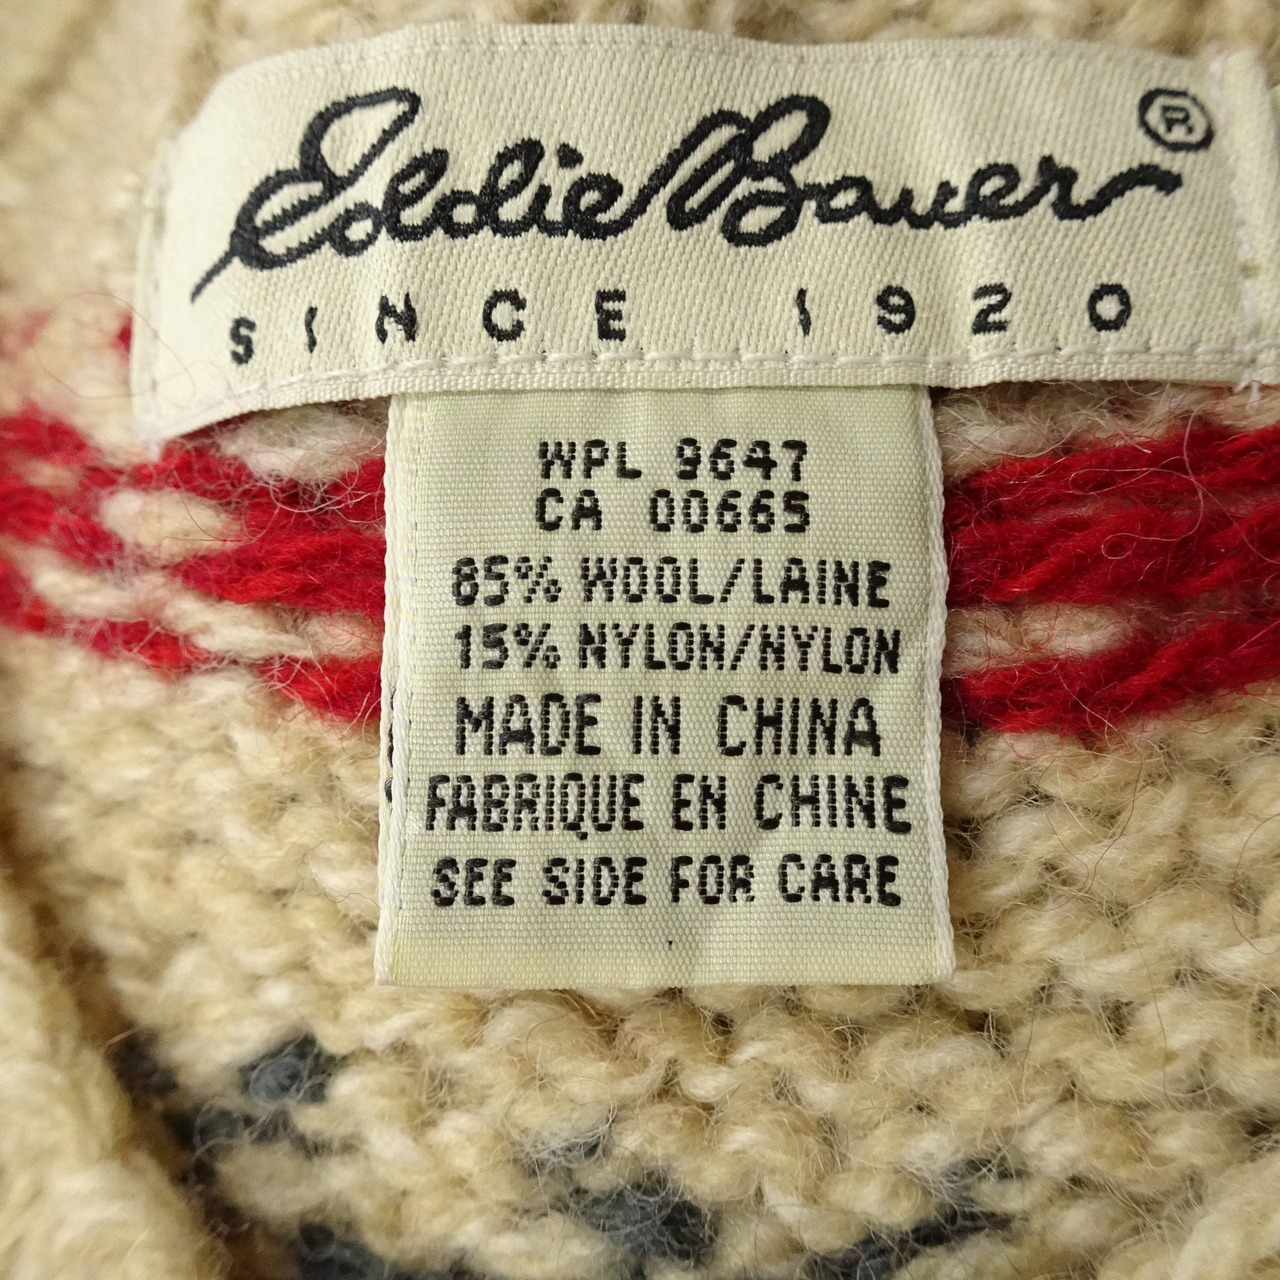 Eddie Bauer ®
SINCE 1920
WPL 9647
CA 00665
85% WOOL/LAINE
15% NYLON/NYLON
MADE IN CHINA
FABRIQUE EN CHINE
SEE SIDE FOR CARE